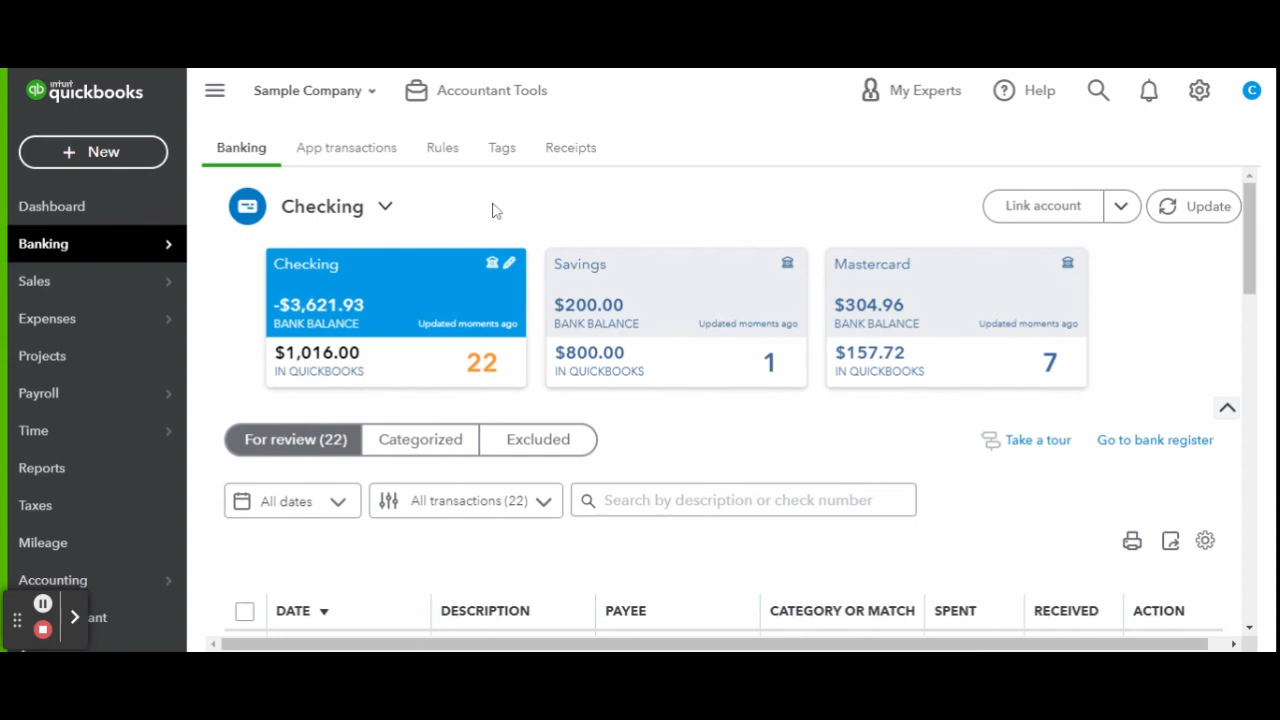 intuit
quickbooks
Sample Company
Accountant Tools
My Experts
Help
C
+ New
Banking
App transactions
Rules
Tags
Receipts
Dashboard
Banking
Sales
Expenses
Projects
Payroll
Time
Reports
Taxes
Mileage
Accounting
ant
Checking
Link account
Update
Checking
-$3,621.93
BANK BALANCE
Updated moments ago
$1,016.00
IN QUICKBOOKS
22
Savings
$200.00
BANK BALANCE
Updated moments ago
$800.00
IN QUICKBOOKS
1
Mastercard
$304.96
BANK BALANCE
Updated moments ago
$157.72
IN QUICKBOOKS
7
For review (22)
Categorized
Excluded
Take a tour
Go to bank register
All dates
All transactions (22)
Search by description or check number
DATE
DESCRIPTION
PAYEE
CATEGORY OR MATCH
SPENT
RECEIVED
ACTION